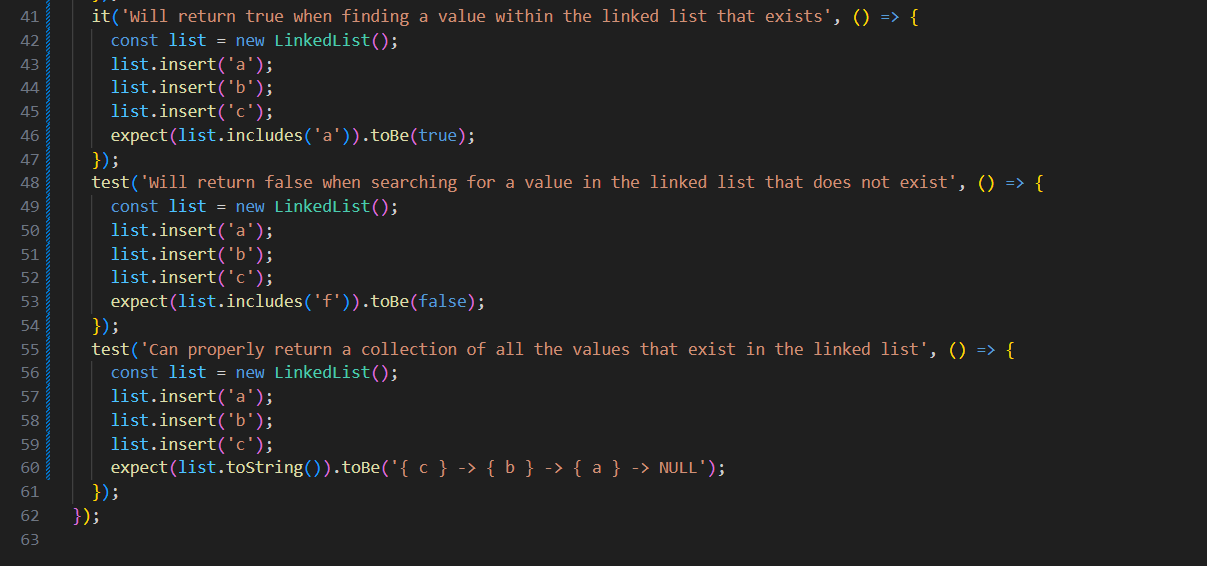 41 it('Will return true when finding a value within the linked list that exists', () => {
42 const list = new LinkedList();
43 list.insert('a');
44 list.insert('b');
45 list.insert('c');
46 expect(list.includes('a')).toBe(true);
47 });
48 test('Will return false when searching for a value in the linked list that does not exist', () => {
49 const list = new LinkedList();
50 list.insert('a');
51 list.insert('b');
52 list.insert('c');
53 expect(list.includes('f')).toBe(false);
54 });
55 test('Can properly return a collection of all the values that exist in the linked list', () => {
56 const list = new LinkedList();
57 list.insert('a');
58 list.insert('b');
59 list.insert('c');
60 expect(list.toString()).toBe('{ c } -> { b } -> { a } -> NULL');
61 });
62 });
63